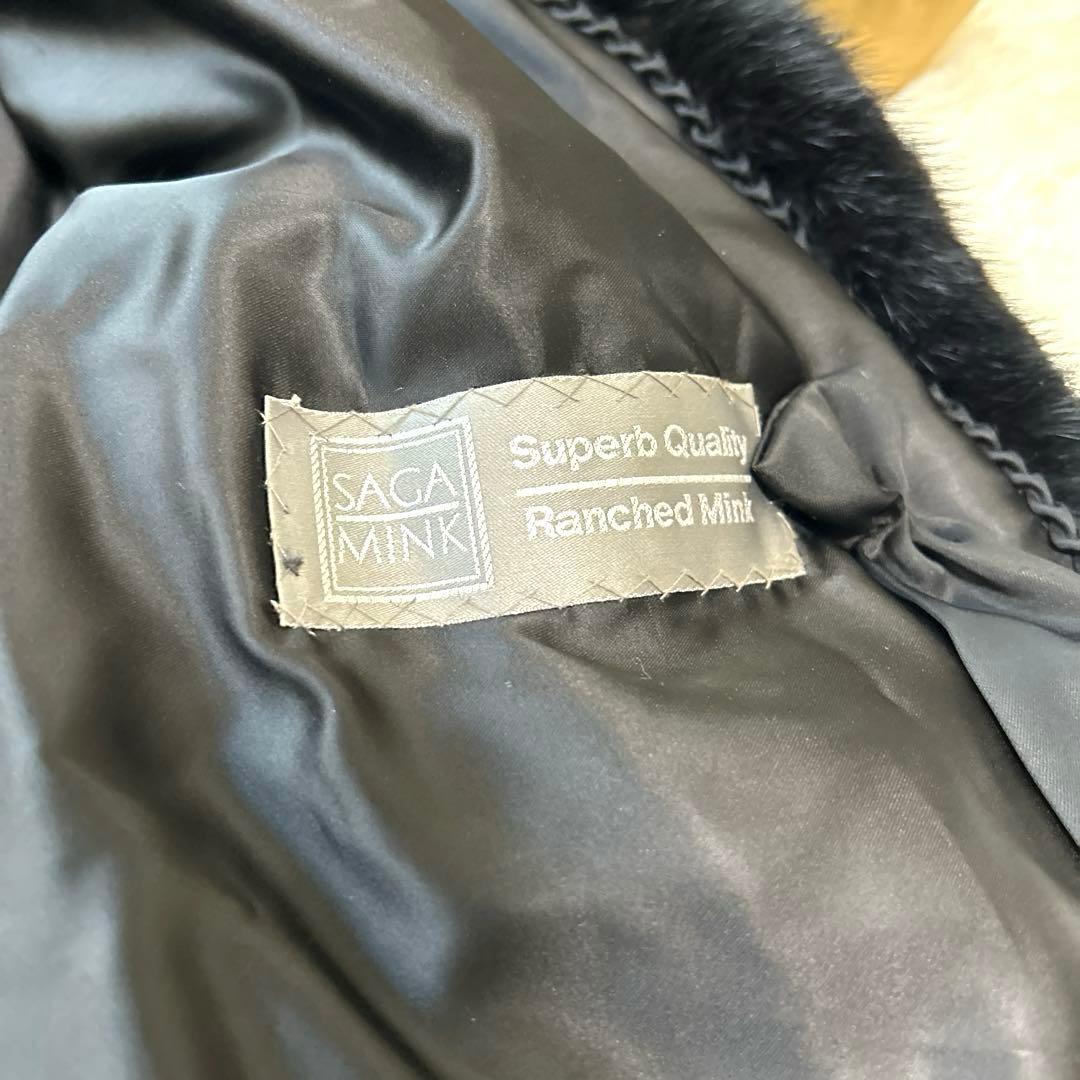 SAGA
MINK
Superb Quality
Ranched Mink